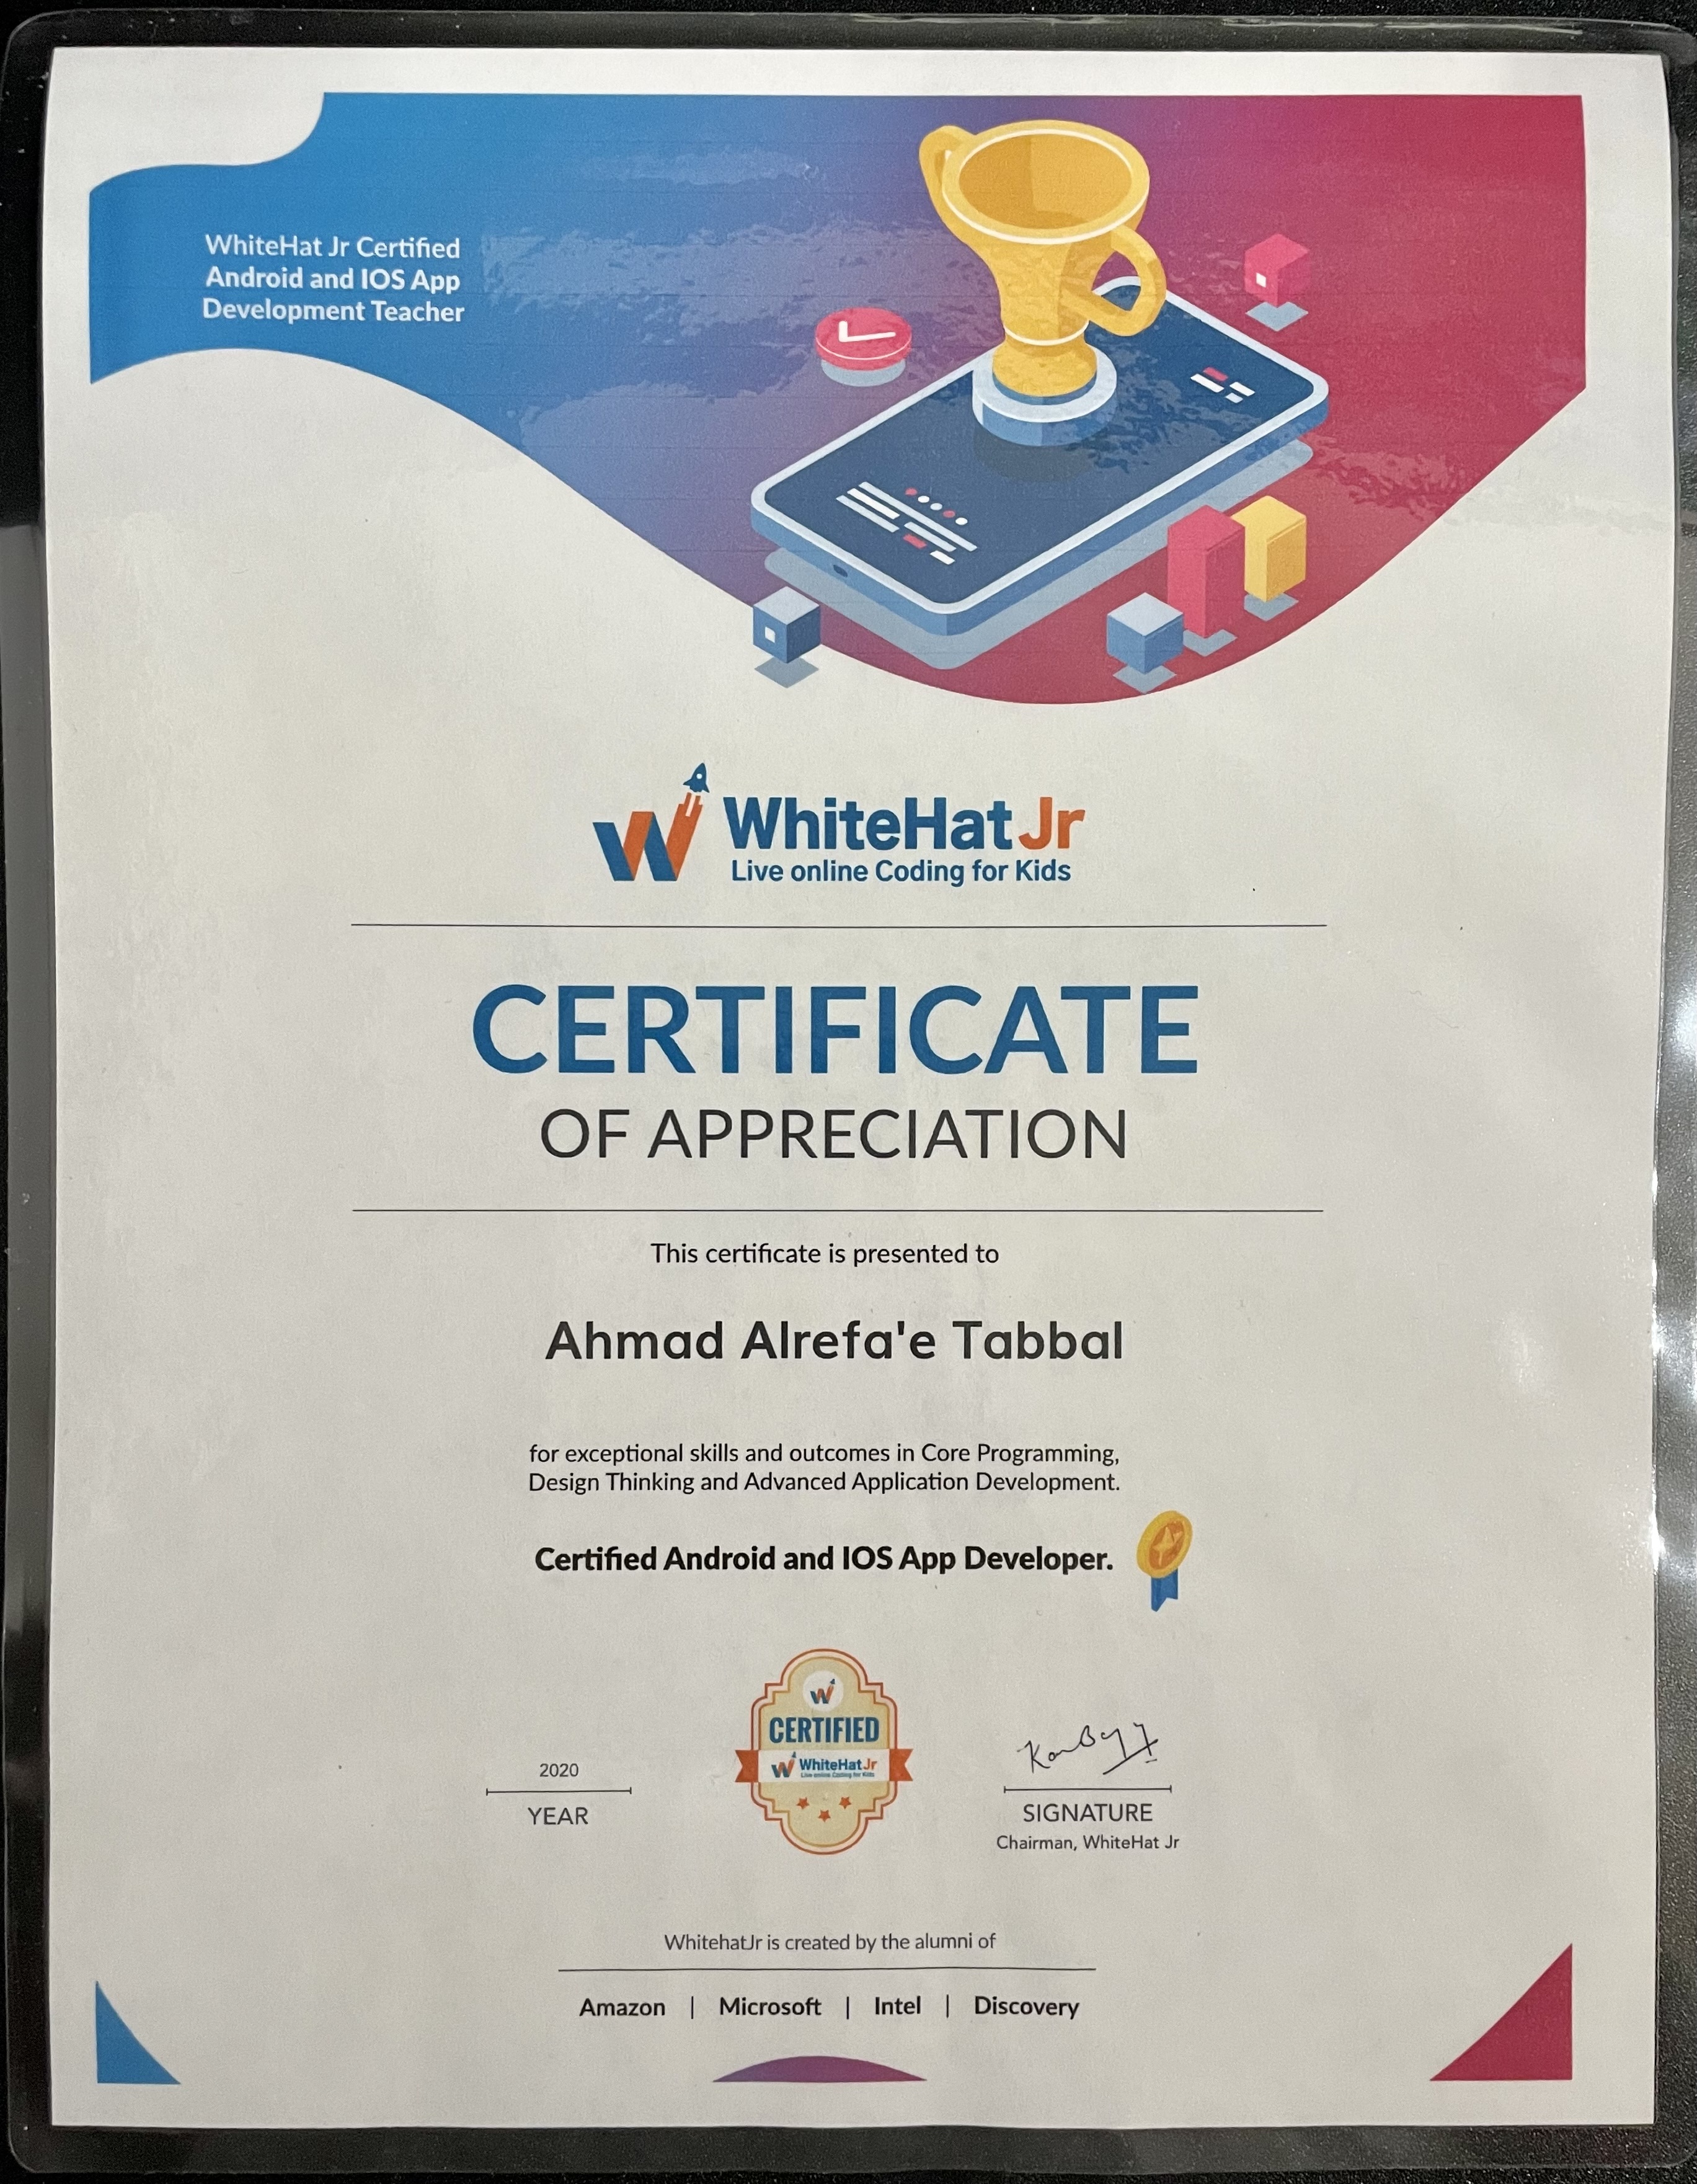 WhiteHat Jr Certified
Android and IOS App
Development Teacher
WhiteHat Jr
Live online Coding for Kids
CERTIFICATE
OF APPRECIATION
This certificate is presented to
Ahmad Alrefa'e Tabbal
for exceptional skills and outcomes in Core Programming,
Design Thinking and Advanced Application Development.
Certified Android and IOS App Developer.
W
CERTIFIED
WhiteHat Jr
Live online Coding for Kids
2020
YEAR
SIGNATURE
Chairman, WhiteHat Jr
WhitehatJr is created by the alumni of
Amazon | Microsoft | Intel | Discovery